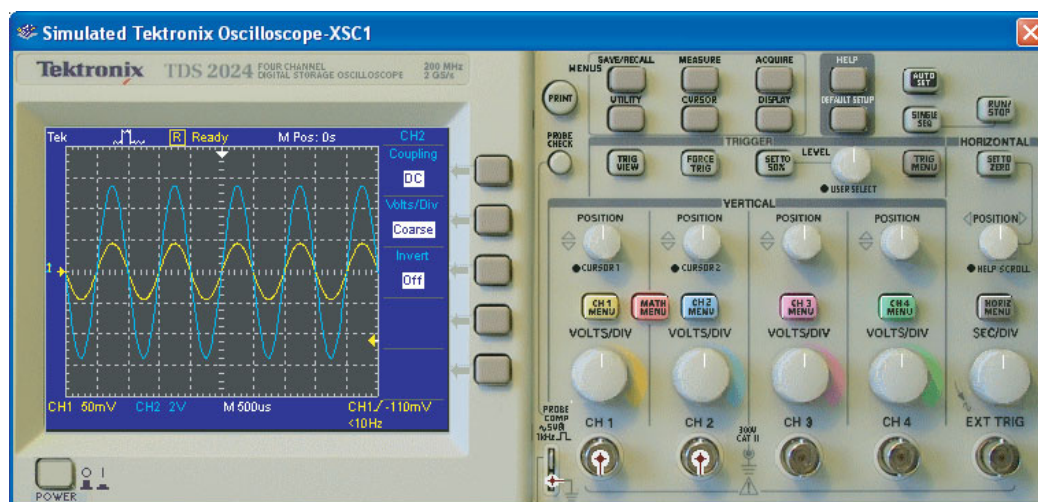 Simulated Tektronix Oscilloscope-XSC1
Tektronix TDS 2024 FOUR CHANNEL DIGITAL STORAGE OSCILLOSCOPE 200 MHz 2 GS/s
Tek R Ready M Pos: 0s CH2
Coupling
DC
Volts/Div
Coarse
Invert
Off
1
CH1 50mV CH2 2V M 500us CH1 -110mV
<10Hz
POWER
MENUS
SAVE/RECALL MEASURE ACQUIRE
UTILITY CURSOR DISPLAY
HELP
DEFAULT SETUP
AUTO SET
SINGLE SEQ
RUN/STOP
PRINT
PROBE CHECK
TRIGGER
TRIG VIEW
FORCE TRIG
SET TO 50%
LEVEL
USER SELECT
TRIG MENU
HORIZONTAL
SET TO ZERO
VERTICAL
POSITION POSITION POSITION POSITION POSITION
CURSOR 1 CURSOR 2 HELP SCROLL
CH 1 MENU
MATH MENU
CH 2 MENU
CH 3 MENU
CH 4 MENU
HORIZ MENU
VOLTS/DIV VOLTS/DIV VOLTS/DIV VOLTS/DIV SEC/DIV
PROBE COMP
~5V@
1kHz
CH 1 CH 2 CH 3 CH 4 EXT TRIG
300V
CAT II